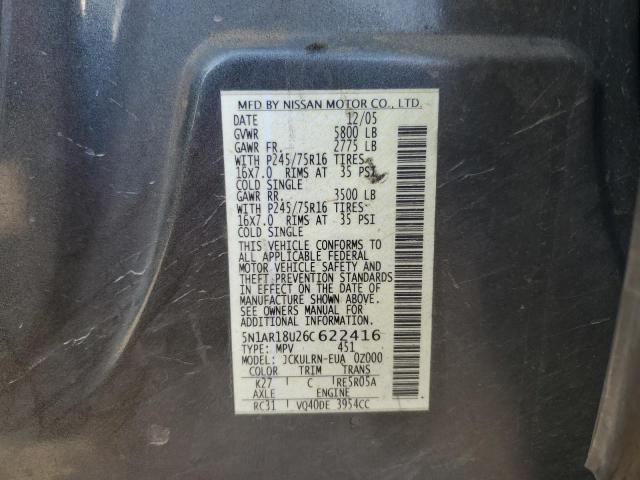 MFD BY NISSAN MOTOR CO., LTD.
DATE 12/05
GVWR 5800 LB
GAWR FR. 2775 LB
WITH P245/75R16 TIRES
16x7.0 RIMS AT 35 PSI
COLD SINGLE
GAWR RR. 3500 LB
WITH P245/75R16 TIRES
16x7.0 RIMS AT 35 PSI
COLD SINGLE
THIS VEHICLE CONFORMS TO
ALL APPLICABLE FEDERAL
MOTOR VEHICLE SAFETY AND
THEFT PREVENTION STANDARDS
IN EFFECT ON THE DATE OF
MANUFACTURE SHOWN ABOVE.
SEE OWNERS MANUAL FOR
ADDITIONAL INFORMATION.
5N1AR18U26C622416
TYPE: MPV 451
MODEL: JCKULRN-EUA 0Z000
COLOR TRIM TRANS
K27 C RE5R05A
AXLE ENGINE
RC31 VQ40DE 3954CC